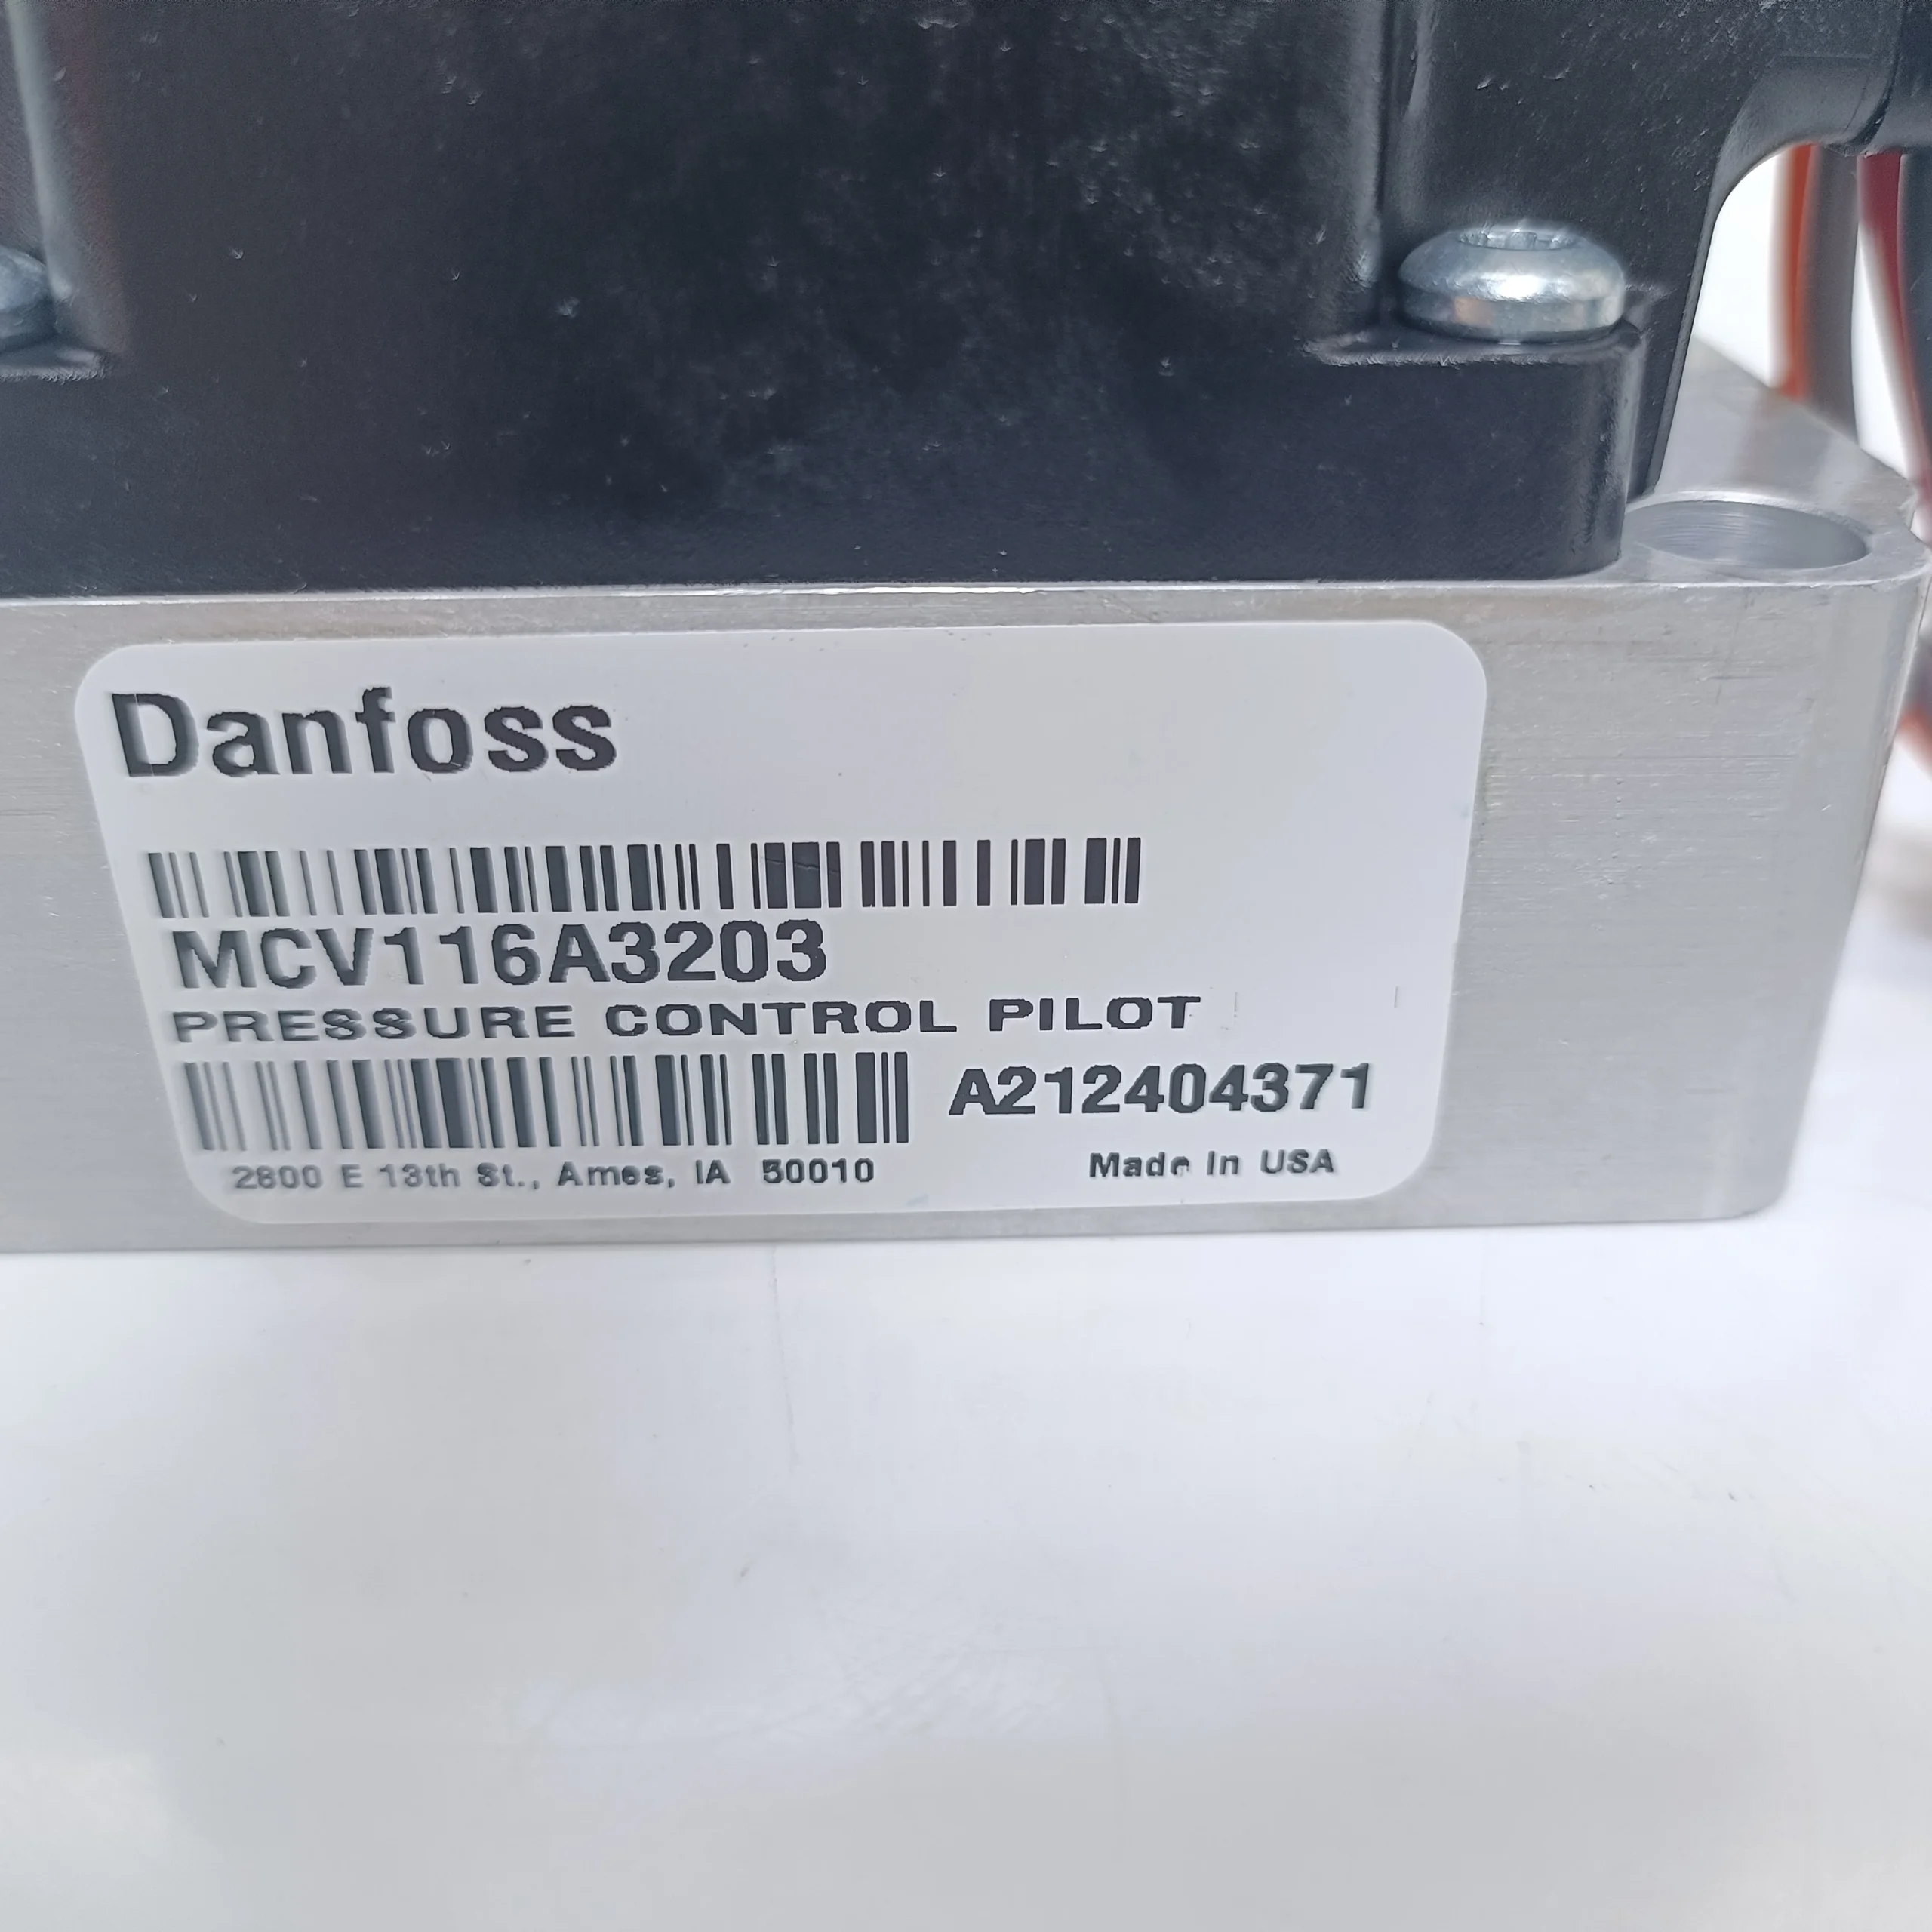 Danfoss
MCV116A3203
PRESSURE CONTROL PILOT
A212404371
2800 E 13th St., Ames, IA 50010
Made In USA